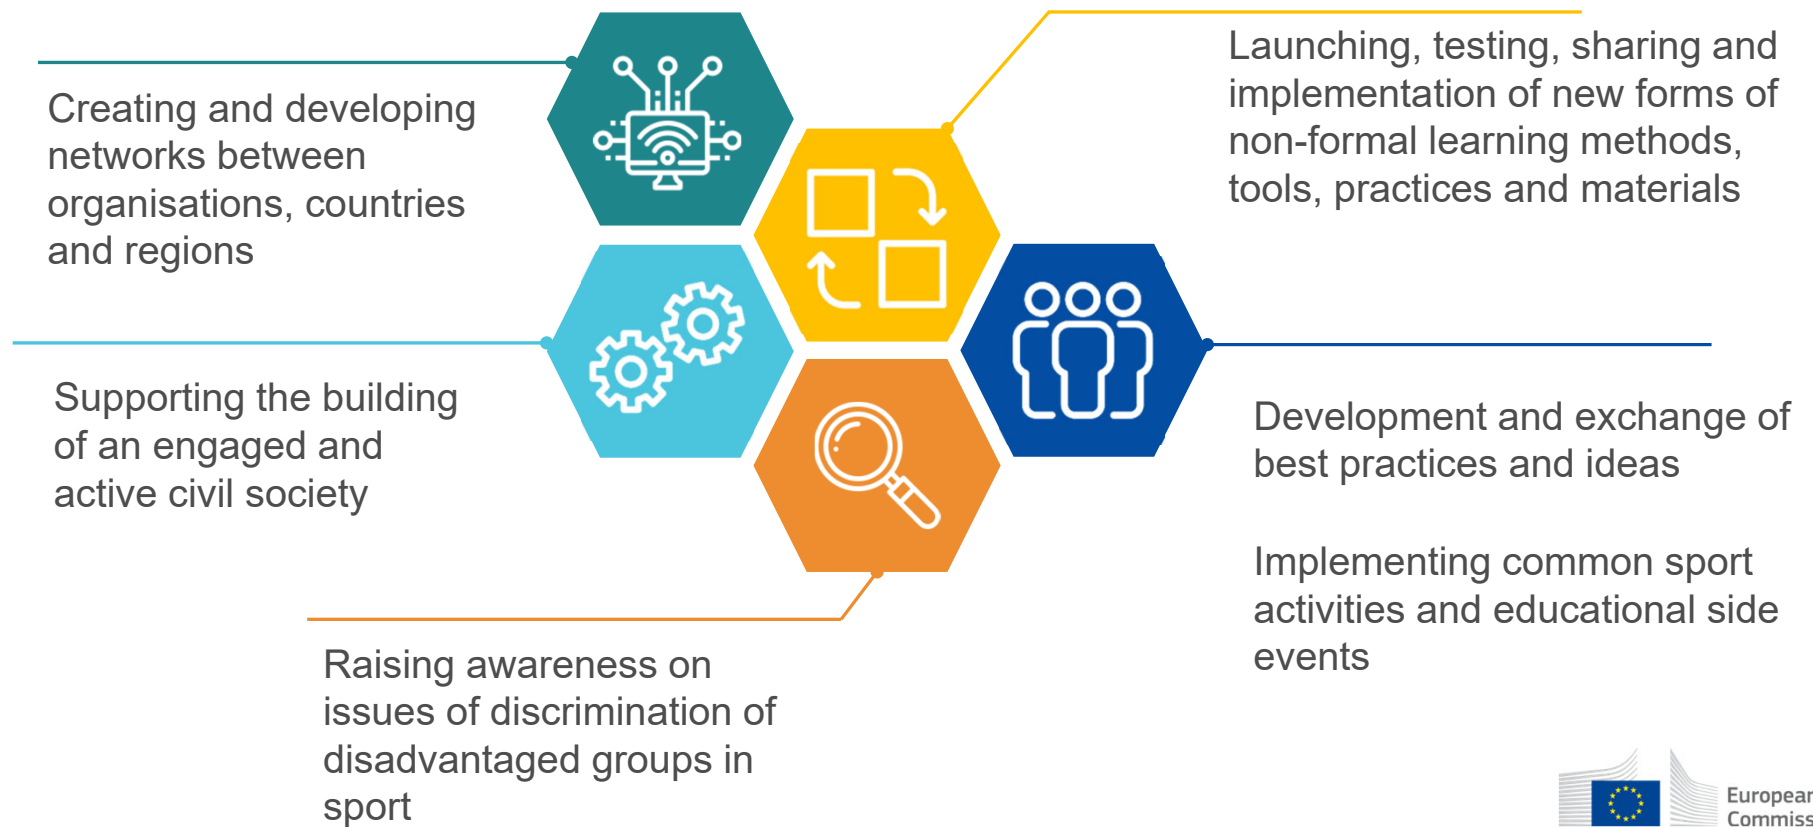 Creating and developing
networks between
organisations, countries
and regions
Launching, testing, sharing and
implementation of new forms of
non-formal learning methods,
tools, practices and materials
Supporting the building
of an engaged and
active civil society
Development and exchange of
best practices and ideas
Implementing common sport
activities and educational side
events
Raising awareness on
issues of discrimination of
disadvantaged groups in
sport
European
Commiss